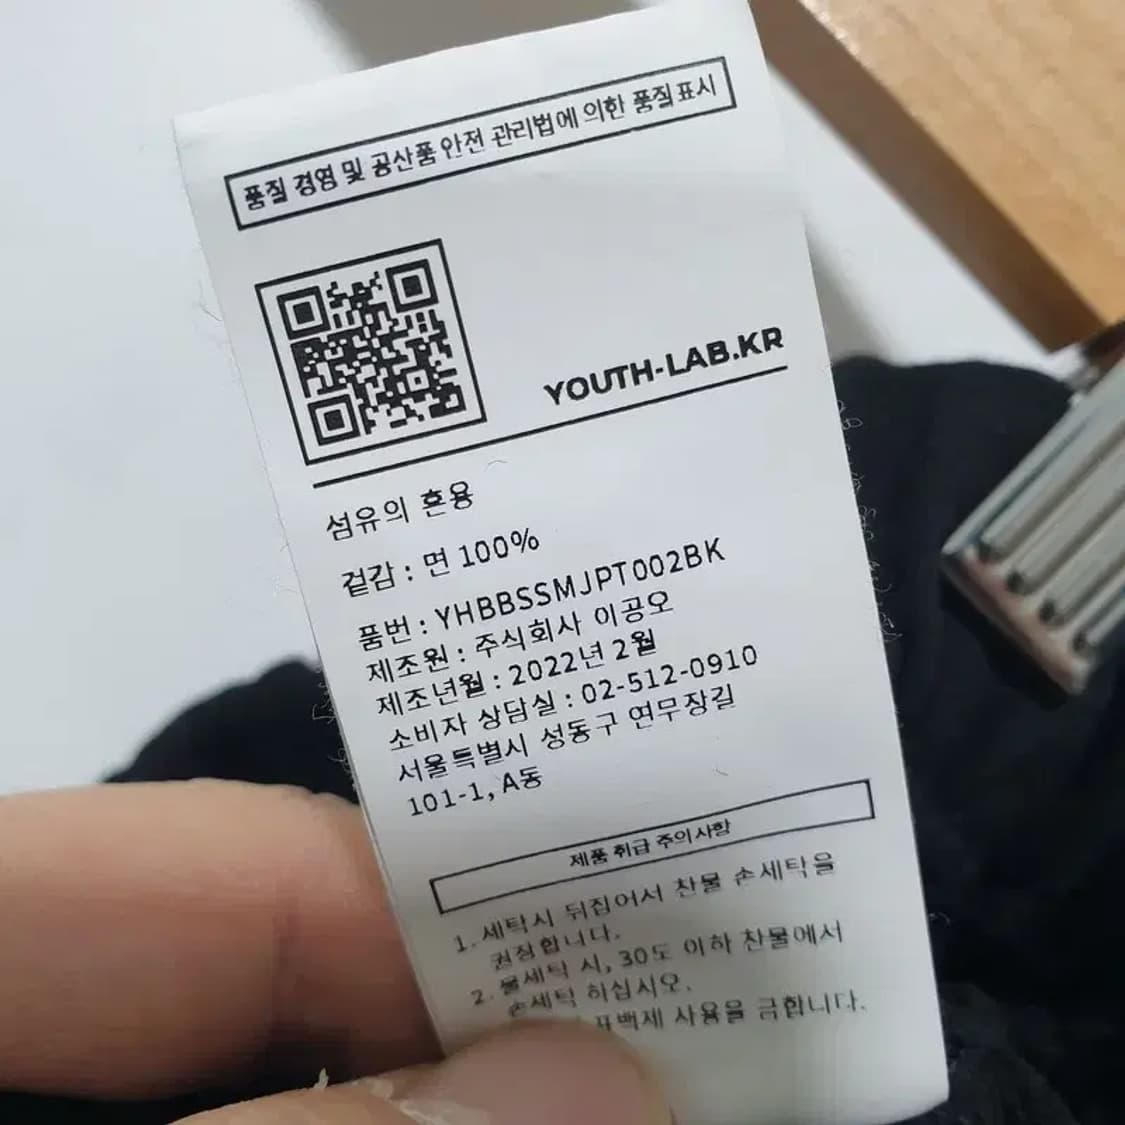 품질 경영 및 공산품 안전 관리법에 의한 품질표시
YOUTH-LAB.KR
섬유의 혼용
겉감 : 면 100%
품번 : YHBBSSMJPT002BK
제조원 : 주식회사 이공오
제조년월 : 2022년 2월
소비자 상담실 : 02-512-0910
서울특별시 성동구 연무장길
101-1, A동
제품 취급 주의사항
1. 세탁시 뒤집어서 찬물 손세탁을
권장합니다.
2. 물세탁 시, 30도 이하 찬물에서
손세탁 하십시오.
표백제 사용을 금합니다.